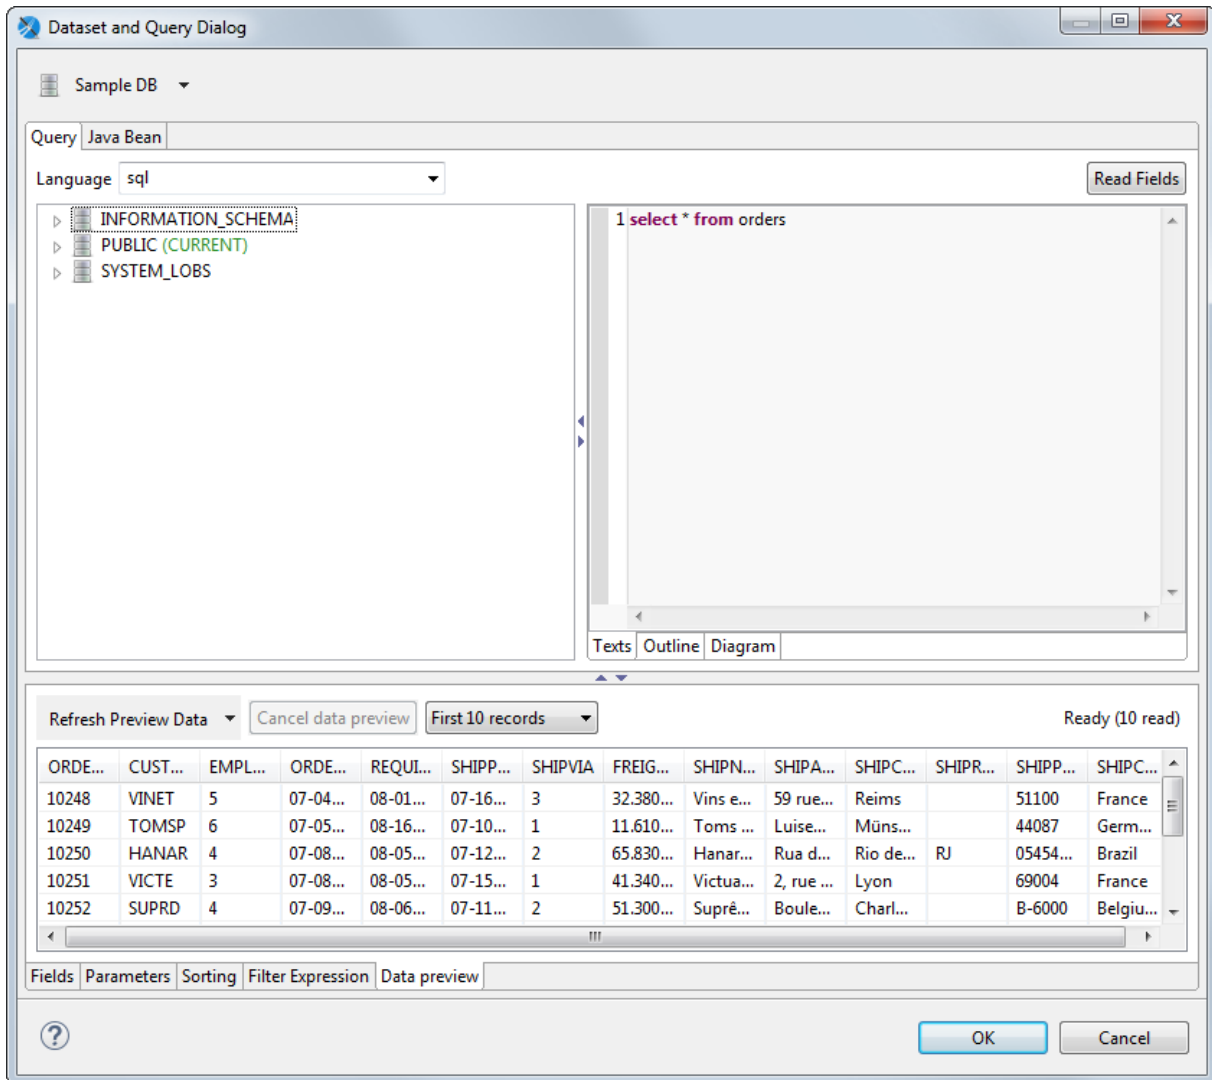 Dataset and Query Dialog
Sample DB
Query Java Bean
Language sql Read Fields
INFORMATION_SCHEMA
PUBLIC (CURRENT)
SYSTEM_LOBS
1 select * from orders
Texts Outline Diagram
Refresh Preview Data Cancel data preview First 10 records Ready (10 read)
ORDE... CUST... EMPL... ORDE... REQUI... SHIPP... SHIPVIA FREIG... SHIPN... SHIPA... SHIPC... SHIPR... SHIPP... SHIPC...
10248 VINET 5 07-04... 08-01... 07-16... 3 32.380... Vins e... 59 rue... Reims 51100 France
10249 TOMSP 6 07-05... 08-16... 07-10... 1 11.610... Toms ... Luise... Müns... 44087 Germ...
10250 HANAR 4 07-08... 08-05... 07-12... 2 65.830... Hanar... Rua d... Rio de... RJ 05454... Brazil
10251 VICTE 3 07-08... 08-05... 07-15... 1 41.340... Victua... 2, rue ... Lyon 69004 France
10252 SUPRD 4 07-09... 08-06... 07-11... 2 51.300... Suprê... Boule... Charl... B-6000 Belgiu...
Fields Parameters Sorting Filter Expression Data preview
? OK Cancel